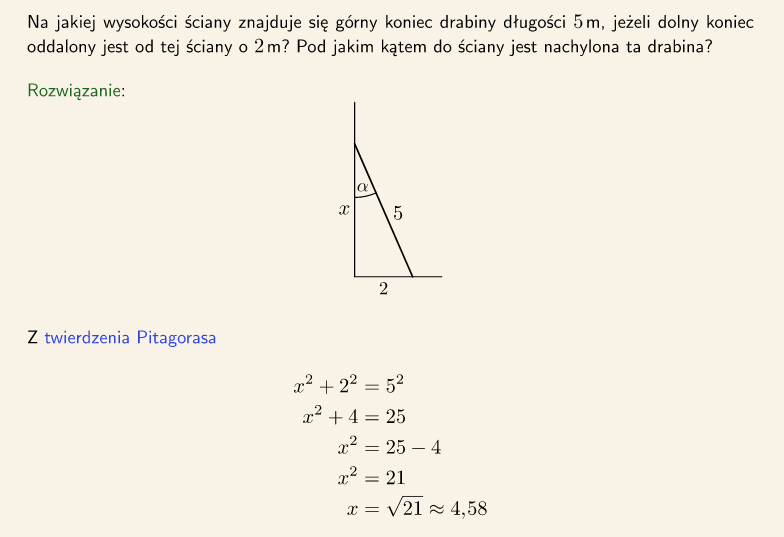 Na jakiej wysokości ściany znajduje się górny koniec drabiny długości 5 m, jeżeli dolny koniec
oddalony jest od tej ściany o 2 m? Pod jakim kątem do ściany jest nachylona ta drabina?
Rozwiązanie:
α
x
5
2
Z twierdzenia Pitagorasa
x² + 2² = 5²
x² + 4 = 25
x² = 25 − 4
x² = 21
x = √21 ≈ 4,58